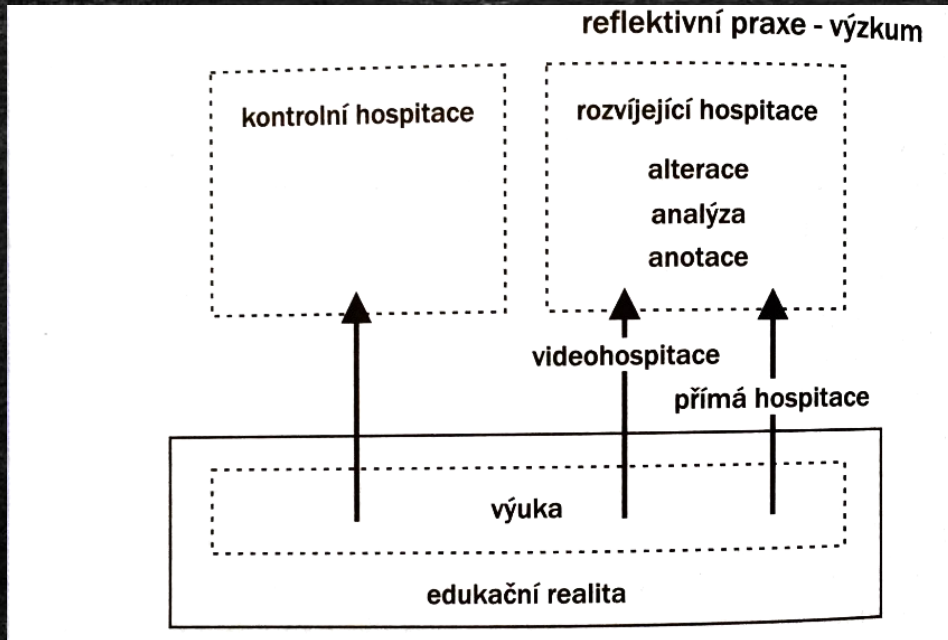 reflektivní praxe - výzkum
kontrolní hospitace
rozvíjející hospitace
alterace
analýza
anotace
videohospitace
přímá hospitace
výuka
edukační realita